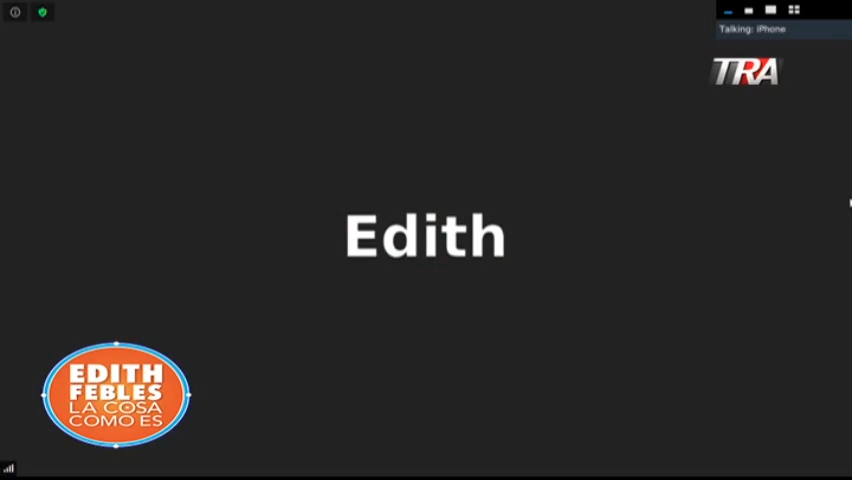 Talking: iPhone
TRA
Edith
EDITH
FEBLES
LA COSA
COMO ES